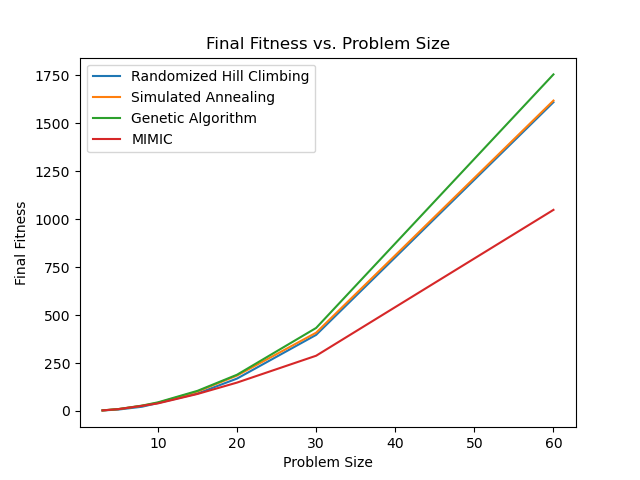 Final Fitness vs. Problem Size
Randomized Hill Climbing
Simulated Annealing
Genetic Algorithm
MIMIC
1750
1500
1250
1000
750
500
250
0
Final Fitness
10 20 30 40 50 60
Problem Size